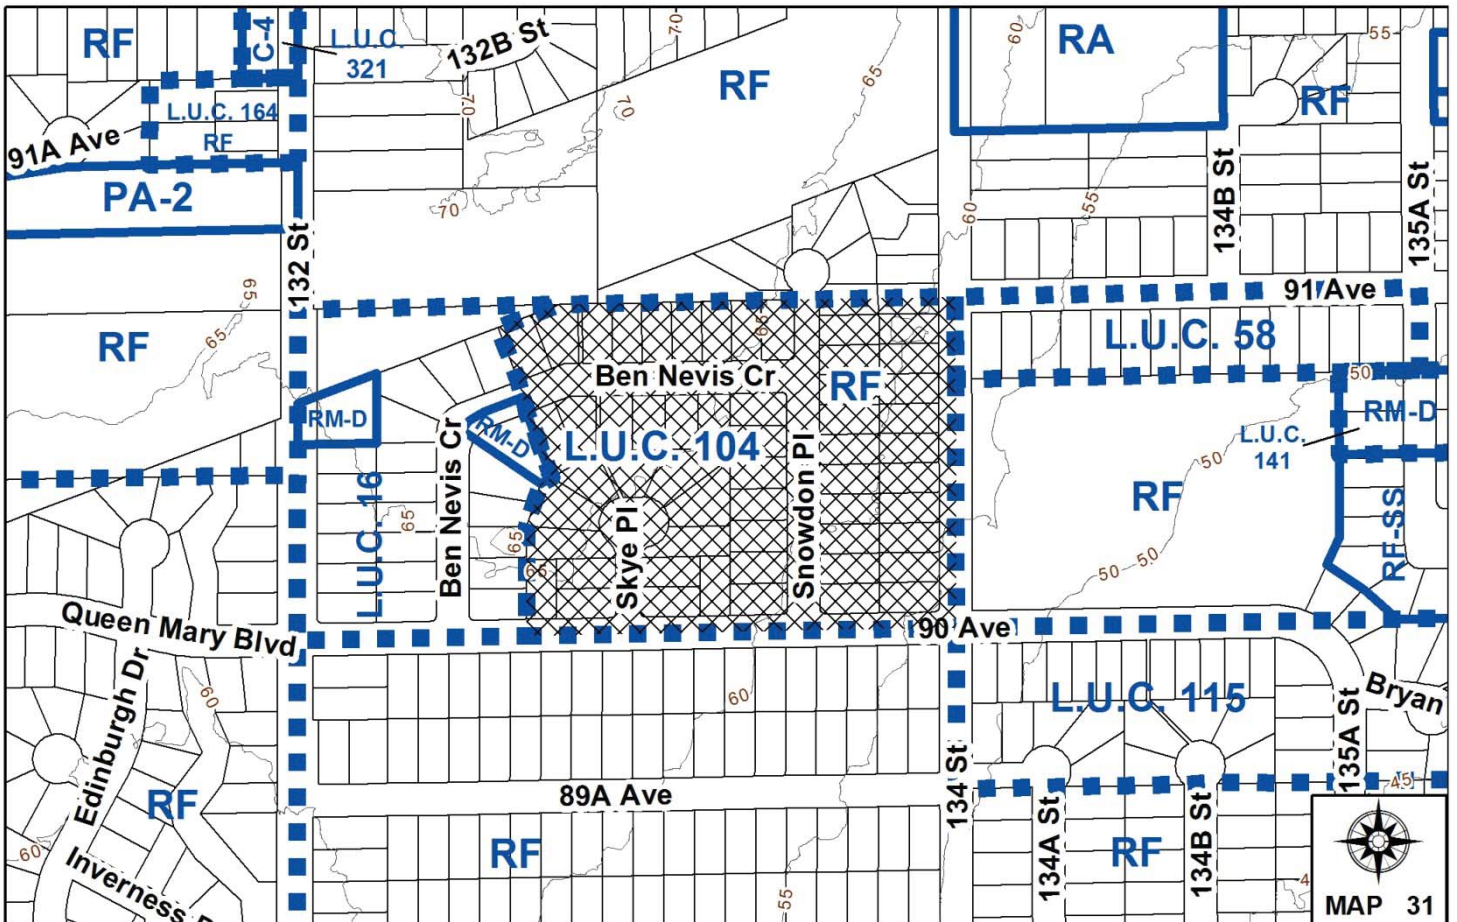 RF
C-4
L.U.C.
321
132B St
70
RF
65
60
RA
55
RF
L.U.C. 164
RF
70
70
91A Ave
PA-2
70
60
55
134B St
135A St
132 St
65
65
RF
91 Ave
L.U.C. 58
65
Ben Nevis Cr
RF
50
RM-D
RM-D
RM-D
L.U.C. 104
L.U.C.
141
50
L.U.C. 16
Ben Nevis Cr
65
65
65
Skye Pl
Snowdon Pl
RF
RF-SS
50
50
Queen Mary Blvd
90 Ave
Edinburgh Dr
60
60
L.U.C. 115
135A St
Bryan
134 St
45
89A Ave
RF
60
Inverness
RF
55
134A St
RF
134B St
MAP 31